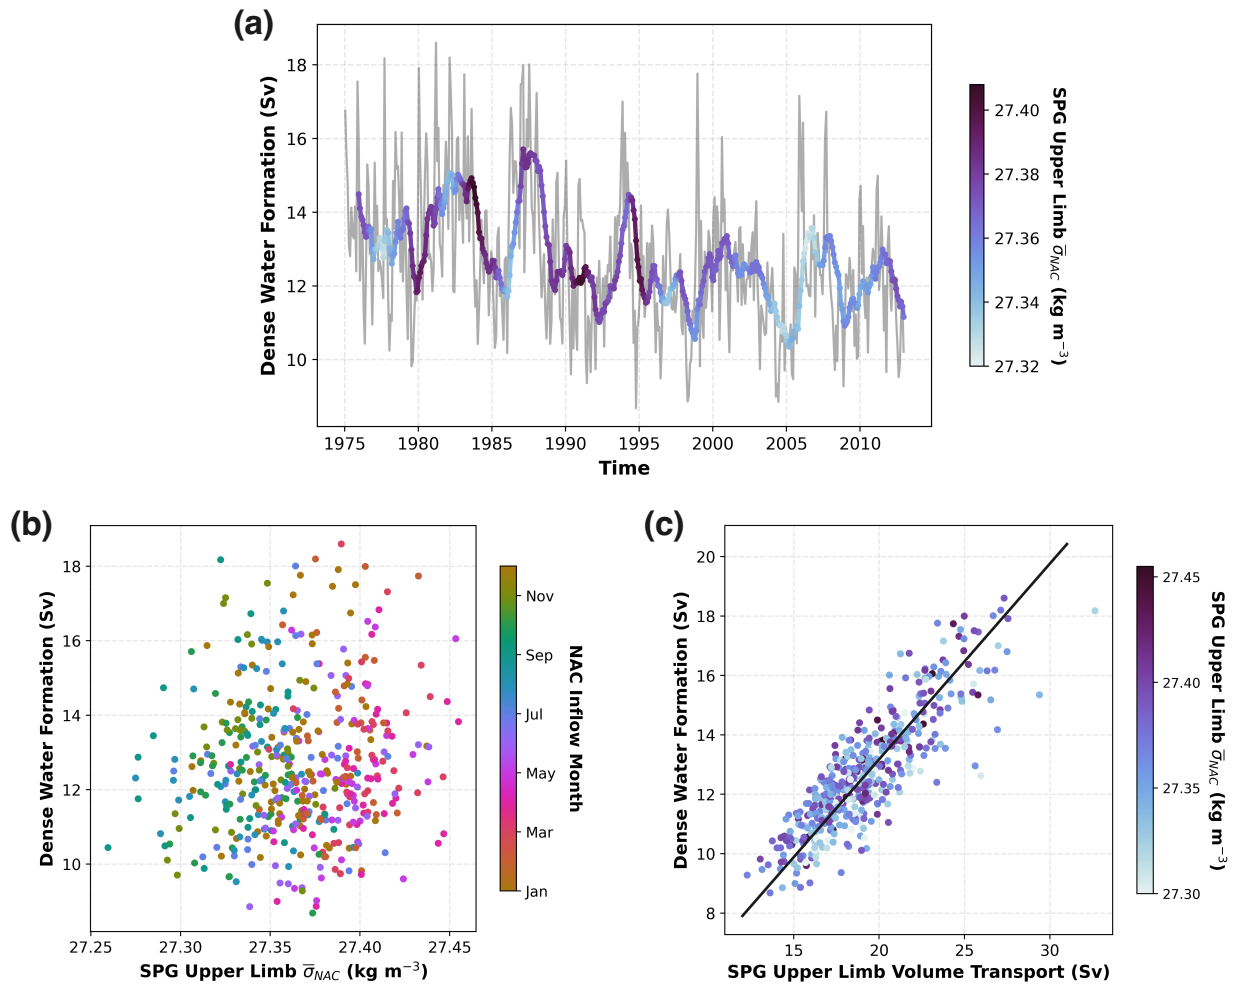 (a)
Dense Water Formation (Sv)
18
16
14
12
10
1975 1980 1985 1990 1995 2000 2005 2010
Time
27.40
27.38
27.36
27.34
27.32
SPG Upper Limb σ̅_NAC (kg m⁻³)
(b)
Dense Water Formation (Sv)
18
16
14
12
10
27.25 27.30 27.35 27.40 27.45
SPG Upper Limb σ̅_NAC (kg m⁻³)
Nov
Sep
Jul
May
Mar
Jan
NAC Inflow Month
(c)
Dense Water Formation (Sv)
20
18
16
14
12
10
8
15 20 25 30
SPG Upper Limb Volume Transport (Sv)
27.45
27.40
27.35
27.30
SPG Upper Limb σ̅_NAC (kg m⁻³)